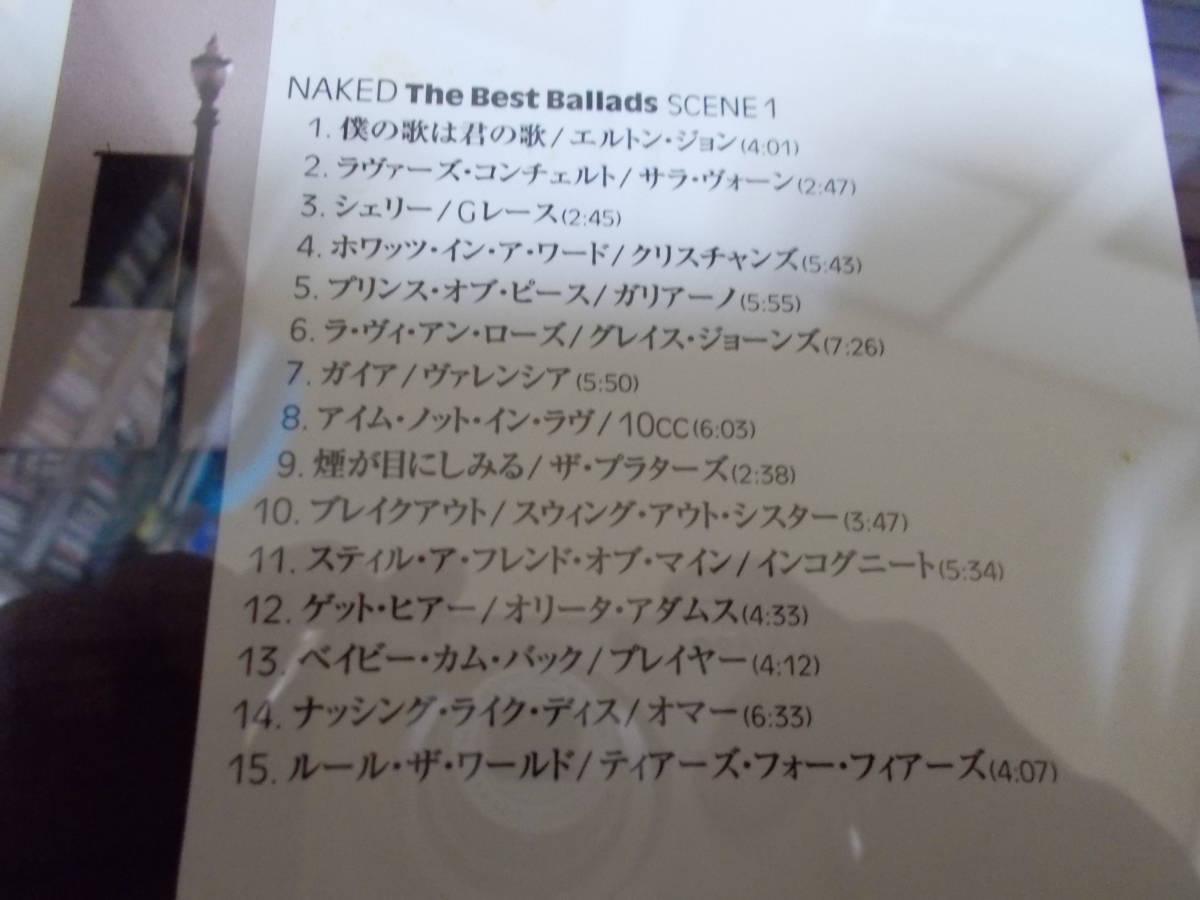 NAKED The Best Ballads SCENE 1
1. 僕の歌は君の歌/エルトン・ジョン(4:01)
2. ラヴァーズ・コンチェルト/サラ・ヴォーン(2:47)
3. シェリー/Gレース(2:45)
4. ホワッツ・イン・ア・ワード/クリスチャンズ(5:43)
5. プリンス・オブ・ピース/ガリアーノ(5:55)
6. ラ・ヴィ・アン・ローズ/グレイス・ジョーンズ(7:26)
7. ガイア/ヴァレンシア(5:50)
8. アイム・ノット・イン・ラヴ/10CC(6:03)
9. 煙が目にしみる/ザ・プラターズ(2:38)
10. ブレイクアウト/スウィング・アウト・シスター(3:47)
11. スティル・ア・フレンド・オブ・マイン/インコグニート(5:34)
12. ゲット・ヒアー/オリータ・アダムス(4:33)
13. ベイビー・カム・バック/プレイヤー(4:12)
14. ナッシング・ライク・ディス/オマー(6:33)
15. ルール・ザ・ワールド/ティアーズ・フォー・フィアーズ(4:07)